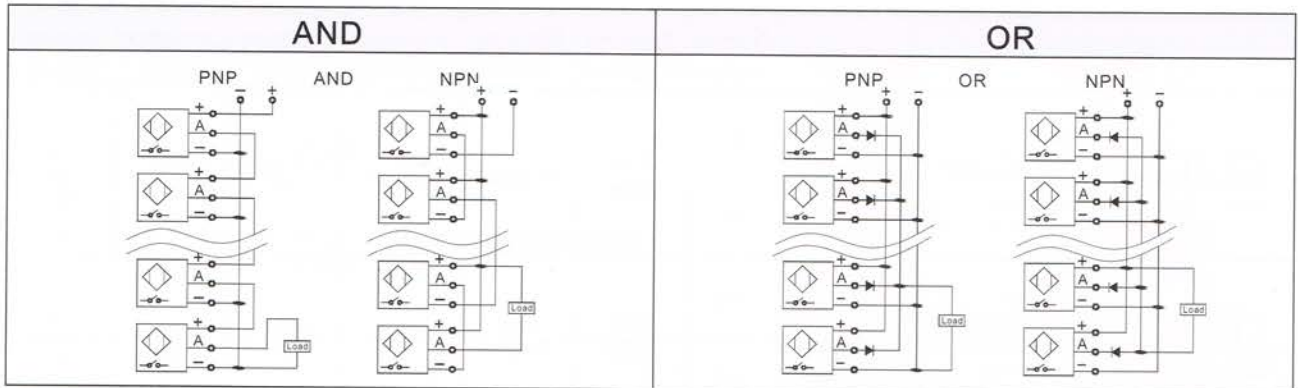 AND OR
PNP AND NPN PNP OR NPN
− + + − + − + −
+ + + +
A A A A
− − − −
+ + + +
A A A A
− − − −
+ + + +
A A A A
− − − −
Load Load Load Load
+ + + +
A A A A
− − − −